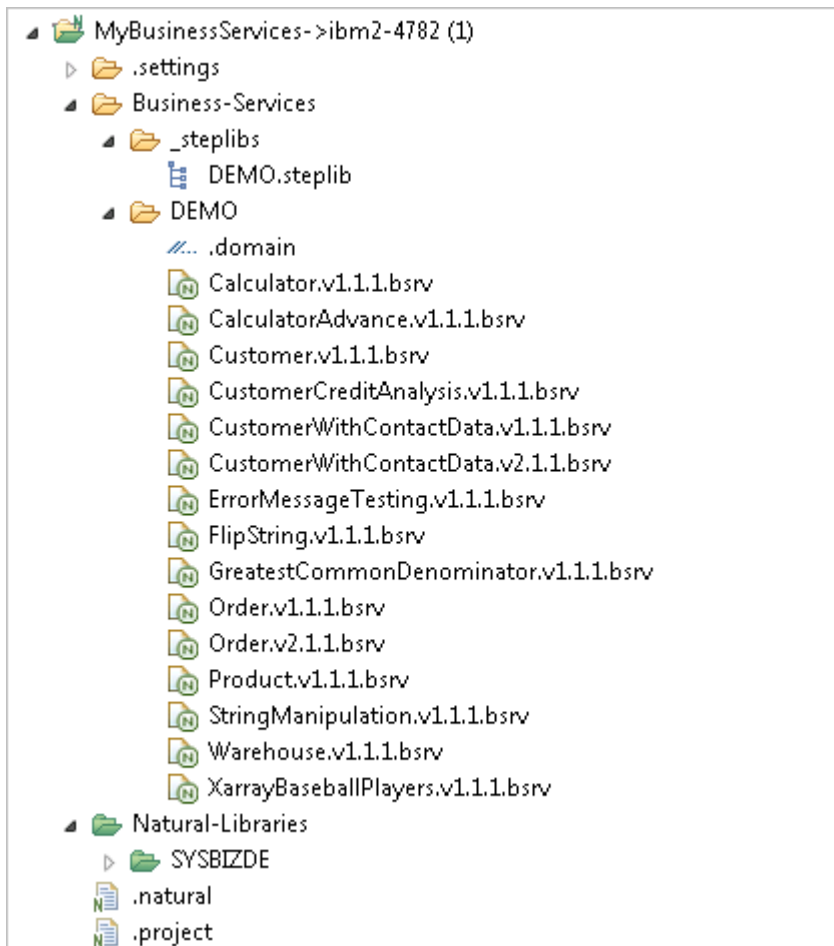 MyBusinessServices->ibm2-4782 (1)
.settings
Business-Services
_steplibs
DEMO.steplib
DEMO
//... .domain
Calculator.v1.1.1.bsrv
CalculatorAdvance.v1.1.1.bsrv
Customer.v1.1.1.bsrv
CustomerCreditAnalysis.v1.1.1.bsrv
CustomerWithContactData.v1.1.1.bsrv
CustomerWithContactData.v2.1.1.bsrv
ErrorMessageTesting.v1.1.1.bsrv
FlipString.v1.1.1.bsrv
GreatestCommonDenominator.v1.1.1.bsrv
Order.v1.1.1.bsrv
Order.v2.1.1.bsrv
Product.v1.1.1.bsrv
StringManipulation.v1.1.1.bsrv
Warehouse.v1.1.1.bsrv
XarrayBaseballPlayers.v1.1.1.bsrv
Natural-Libraries
SYSBIZDE
.natural
.project